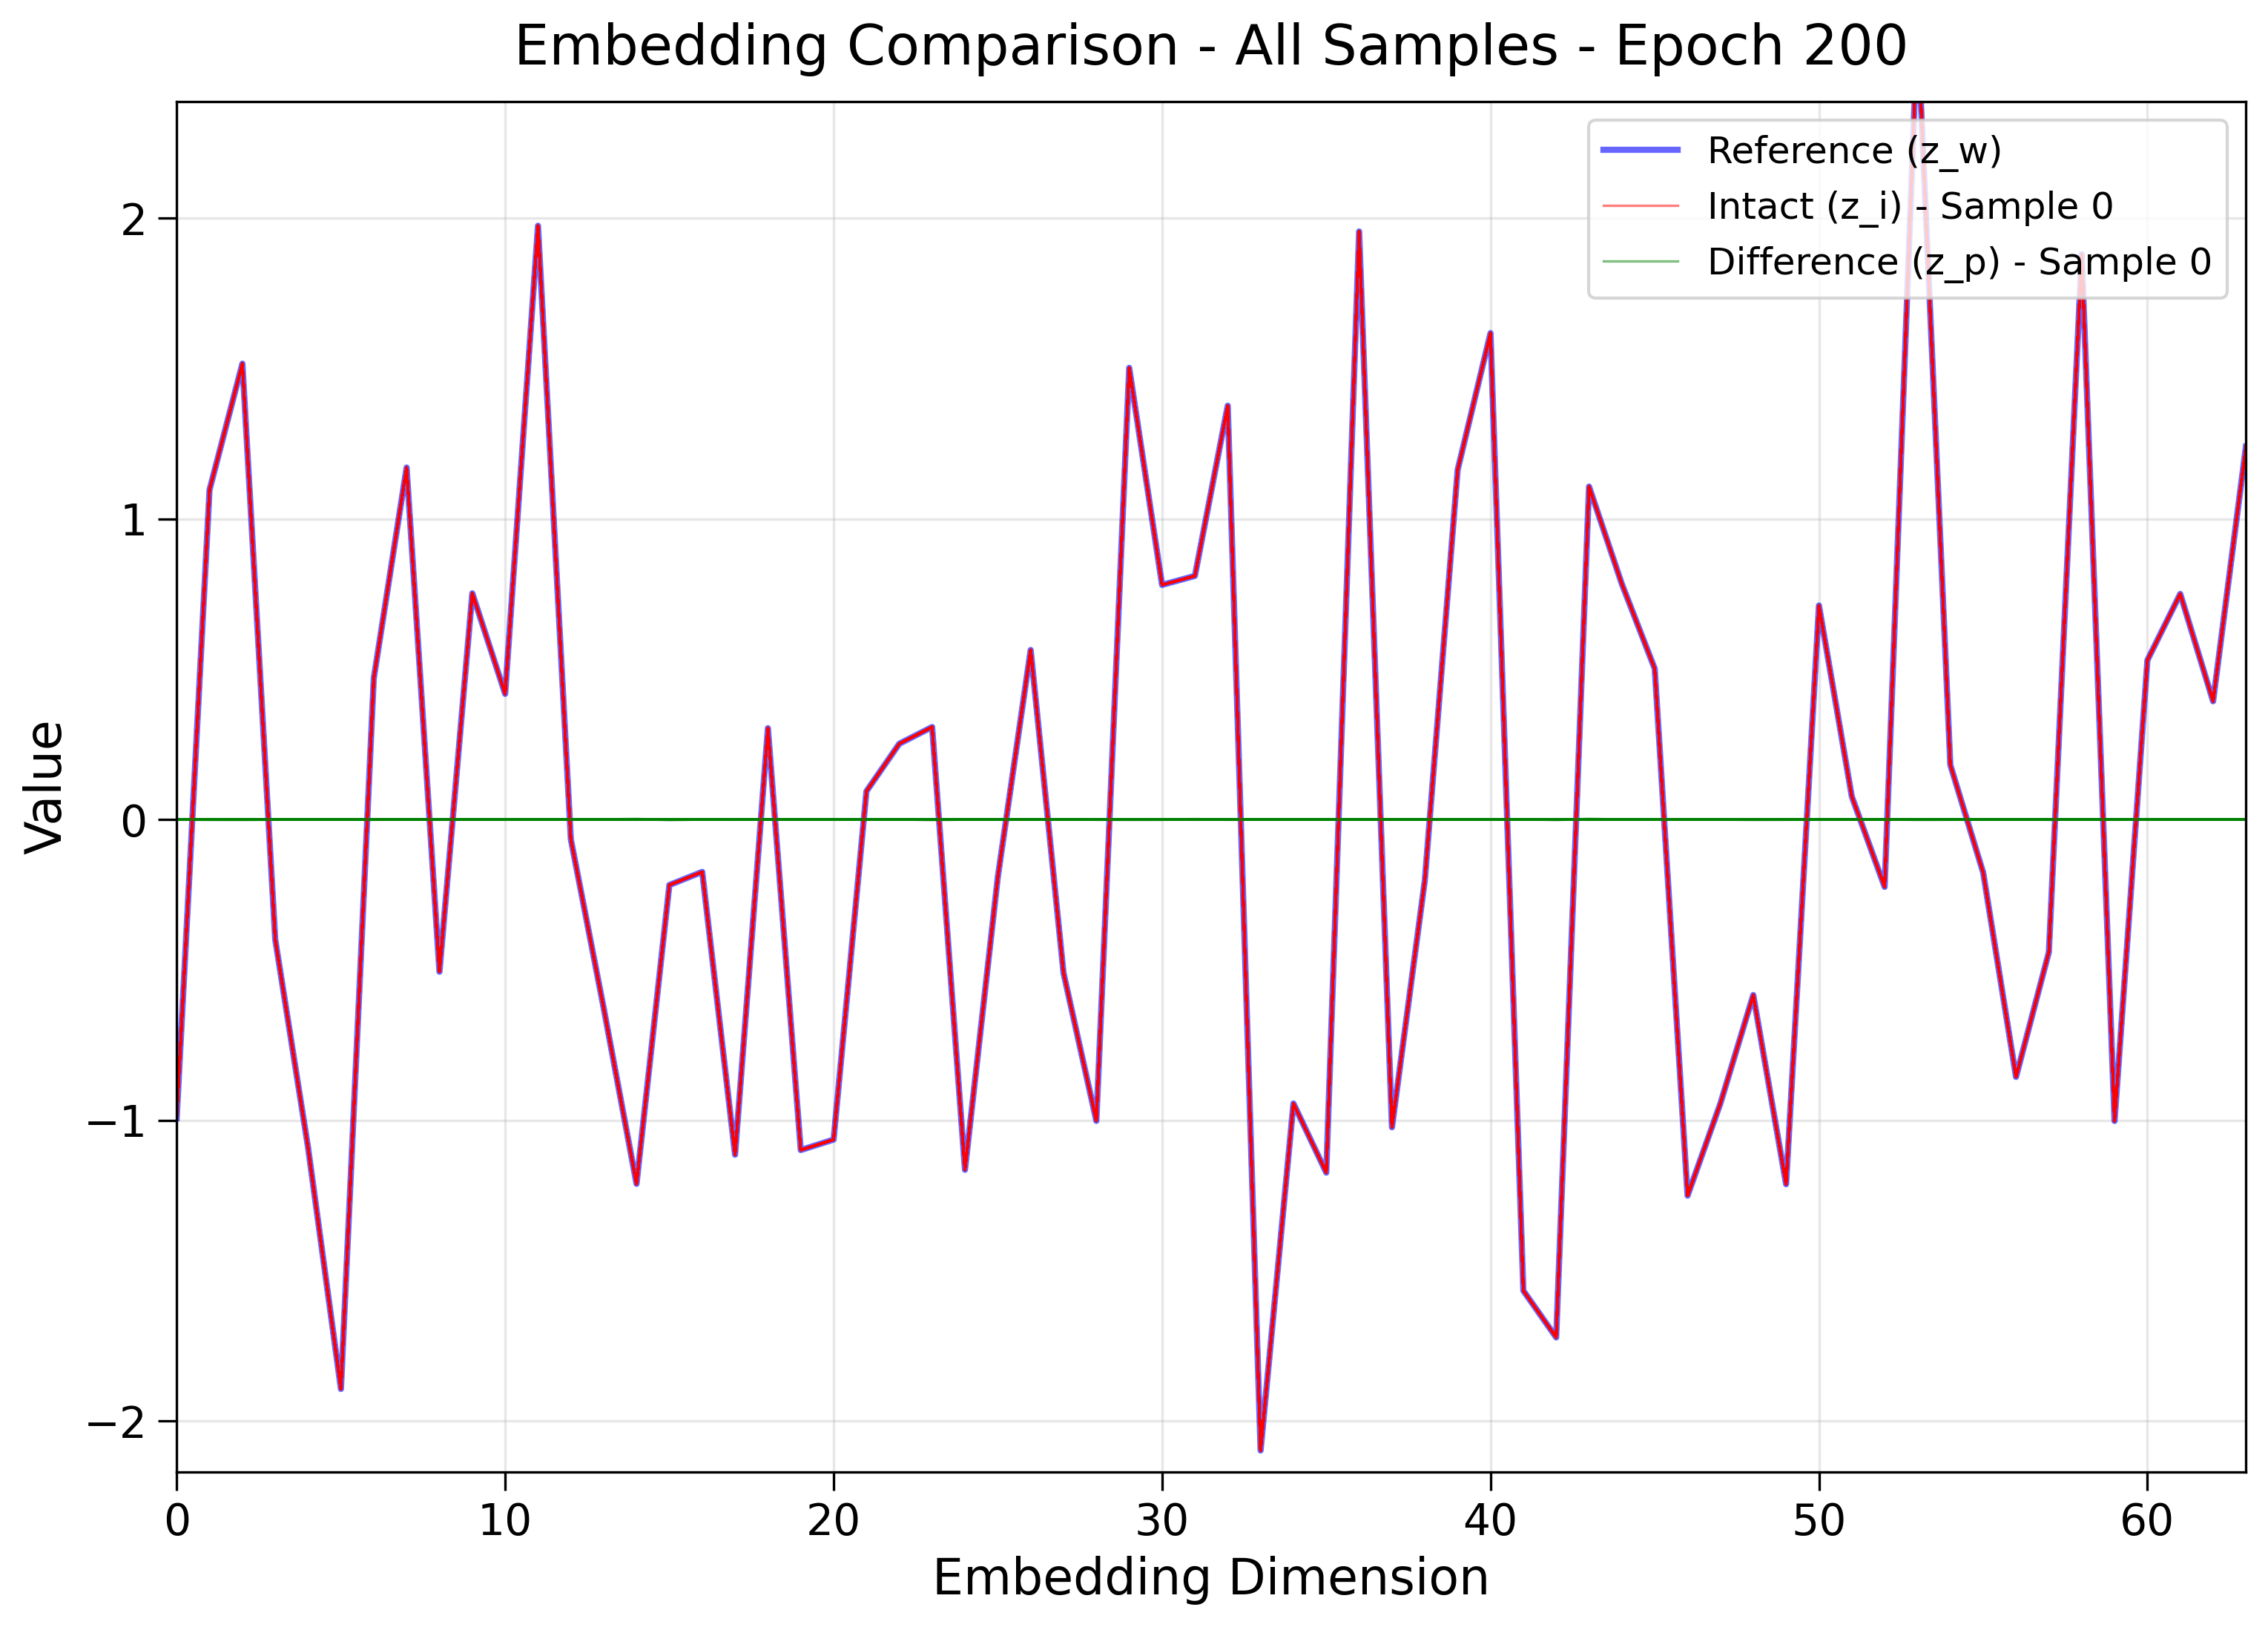 Embedding Comparison - All Samples - Epoch 200
Reference (z_w)
Intact (z_i) - Sample 0
Difference (z_p) - Sample 0
Value
2
1
0
−1
−2
0 10 20 30 40 50 60
Embedding Dimension